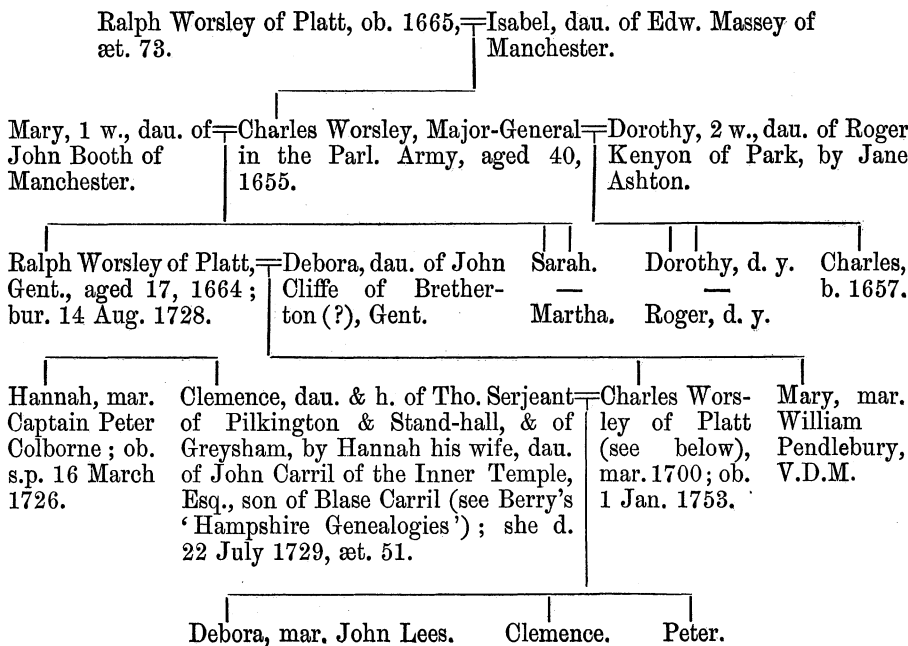 Ralph Worsley of Platt, ob. 1665,
æt. 73.
Isabel, dau. of Edw. Massey of
Manchester.
Mary, 1 w., dau. of
John Booth of
Manchester.
Charles Worsley, Major-General
in the Parl. Army, aged 40,
1655.
Dorothy, 2 w., dau. of Roger
Kenyon of Park, by Jane
Ashton.
Ralph Worsley of Platt,
Gent., aged 17, 1664 ;
bur. 14 Aug. 1728.
Debora, dau. of John
Cliffe of Brether-
ton (?), Gent.
Sarah.
—
Martha.
Dorothy, d. y.
—
Roger, d. y.
Charles,
b. 1657.
Hannah, mar.
Captain Peter
Colborne ; ob.
s.p. 16 March
1726.
Clemence, dau. & h. of Tho. Serjeant
of Pilkington & Stand-hall, & of
Greysham, by Hannah his wife, dau.
of John Carril of the Inner Temple,
Esq., son of Blase Carril (see Berry's
‘Hampshire Genealogies’) ; she d.
22 July 1729, æt. 51.
Charles Wors-
ley of Platt
(see below),
mar. 1700 ; ob.
1 Jan. 1753.
Mary, mar.
William
Pendlebury,
V.D.M.
Debora, mar. John Lees.
Clemence.
Peter.